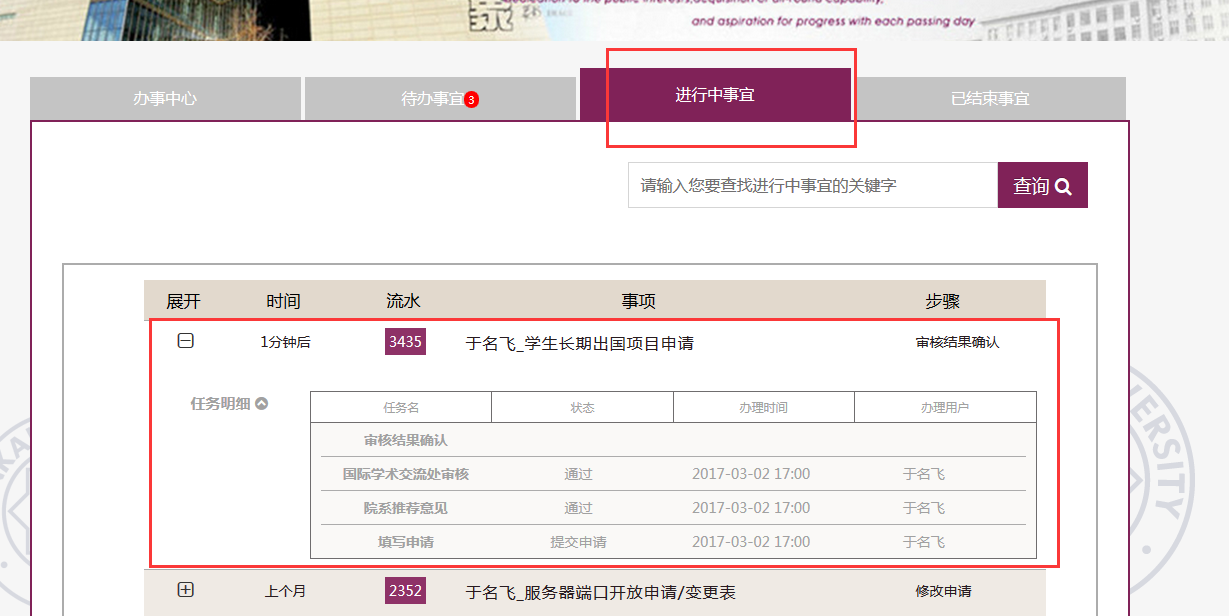 and aspiration for progress with each passing day
办事中心
待办事宜3
进行中事宜
已结束事宜
请输入您要查找进行中事宜的关键字
查询
展开 时间 流水 事项 步骤
1分钟后 3435 于名飞_学生长期出国项目申请 审核结果确认
任务明细
任务名 状态 办理时间 办理用户
审核结果确认
国际学术交流处审核 通过 2017-03-02 17:00 于名飞
院系推荐意见 通过 2017-03-02 17:00 于名飞
填写申请 提交申请 2017-03-02 17:00 于名飞
上个月 2352 于名飞_服务器端口开放申请/变更表 修改申请
VERSITY